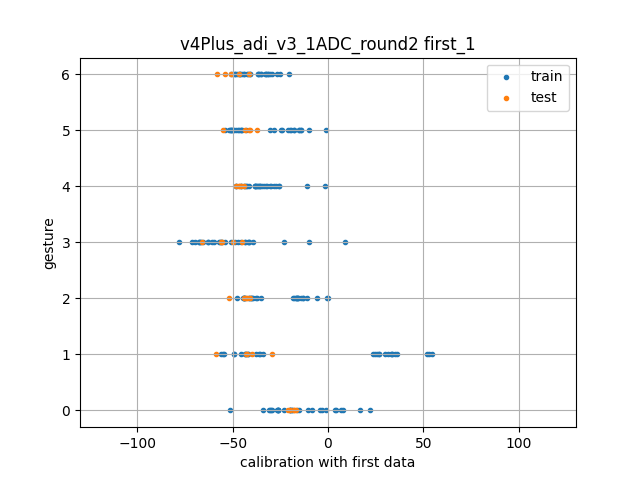 v4Plus_adi_v3_1ADC_round2 first_1
train
test
gesture
6
5
4
3
2
1
0
−100 −50 0 50 100
calibration with first data